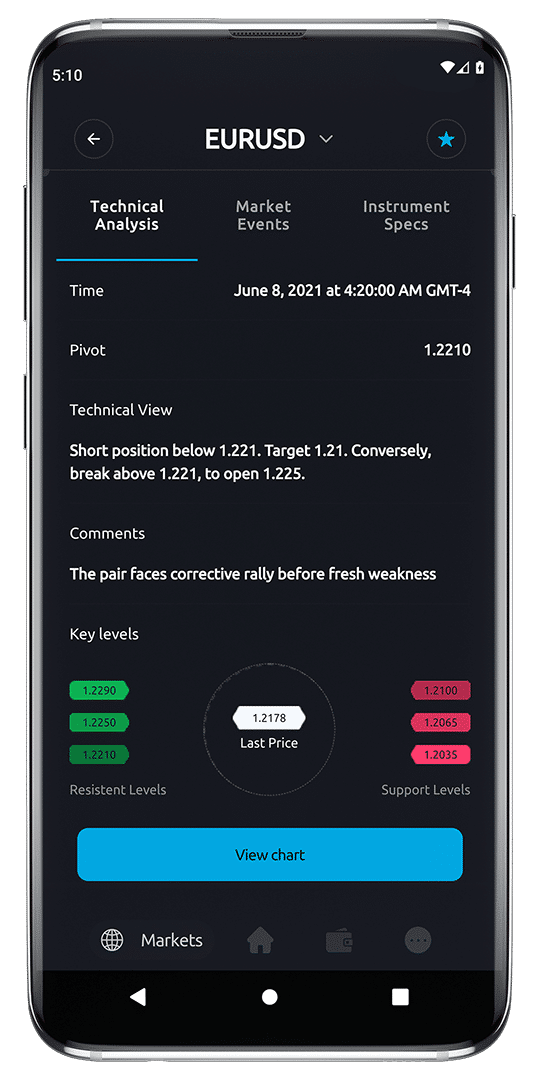 5:10
EURUSD
Technical
Analysis
Market
Events
Instrument
Specs
Time
June 8, 2021 at 4:20:00 AM GMT-4
Pivot
1.2210
Technical View
Short position below 1.221. Target 1.21. Conversely,
break above 1.221, to open 1.225.
Comments
The pair faces corrective rally before fresh weakness
Key levels
1.2290
1.2250
1.2210
Resistent Levels
1.2178
Last Price
1.2100
1.2065
1.2035
Support Levels
View chart
Markets